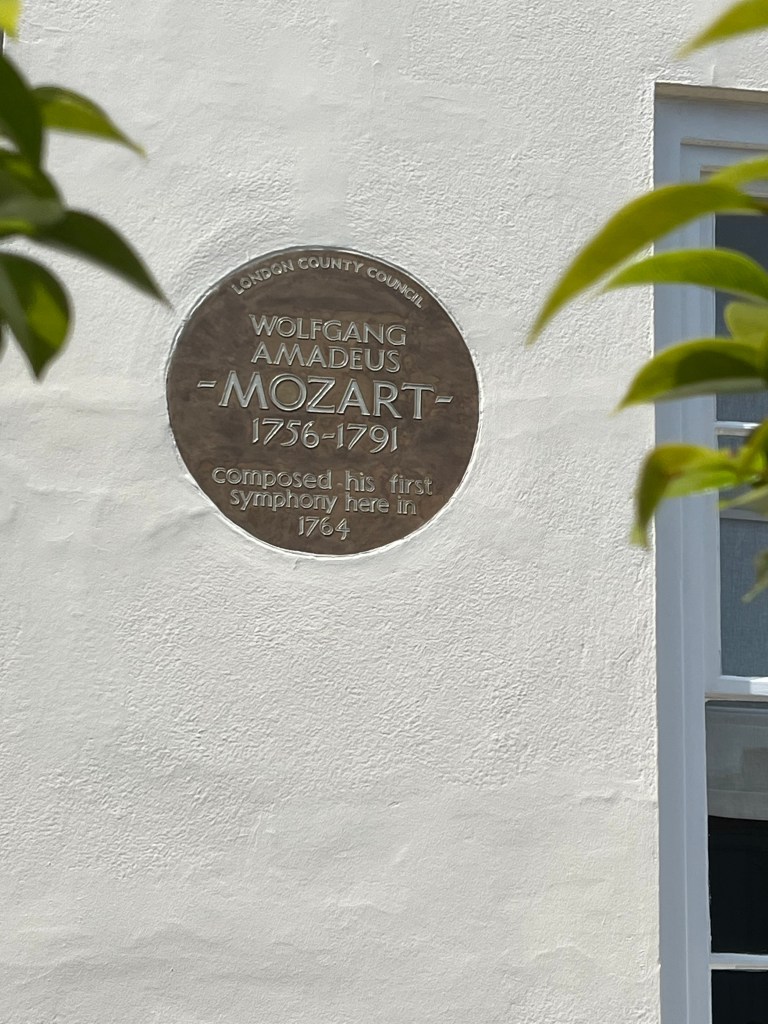 LONDON COUNTY COUNCIL
WOLFGANG
AMADEUS
-MOZART-
1756-1791
composed his first
symphony here in
1764